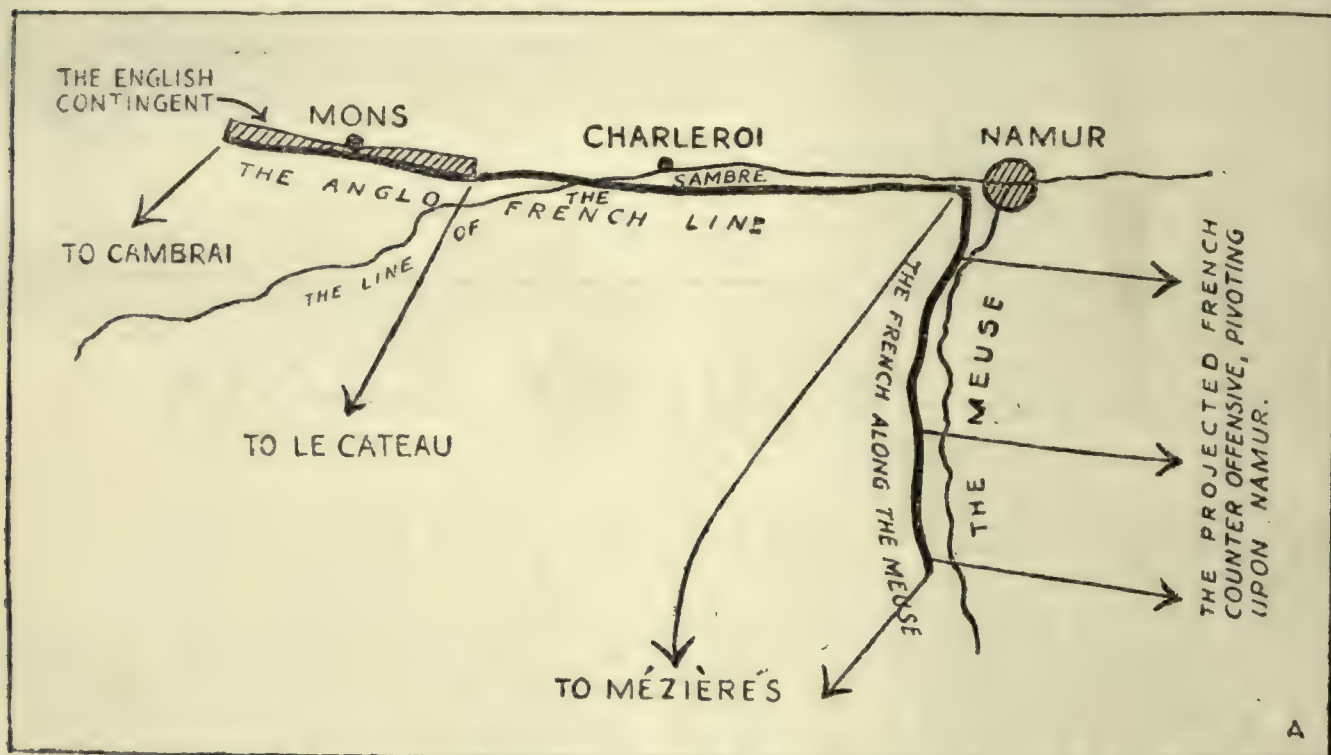 THE ENGLISH
CONTINGENT
MONS
CHARLEROI
NAMUR
SAMBRE
THE ANGLO FRENCH LINE
THE LINE OF THE
TO CAMBRAI
TO LE CATEAU
THE FRENCH ALONG THE MEUSE
THE MEUSE
THE PROJECTED FRENCH
COUNTER OFFENSIVE, PIVOTING
UPON NAMUR.
TO MÉZIÈRES
A